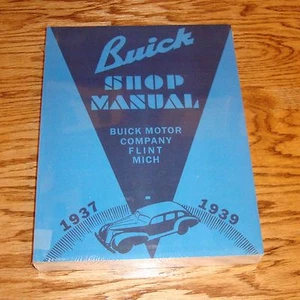 Buick
SHOP
MANUAL
BUICK MOTOR
COMPANY
FLINT
MICH
1937
1939